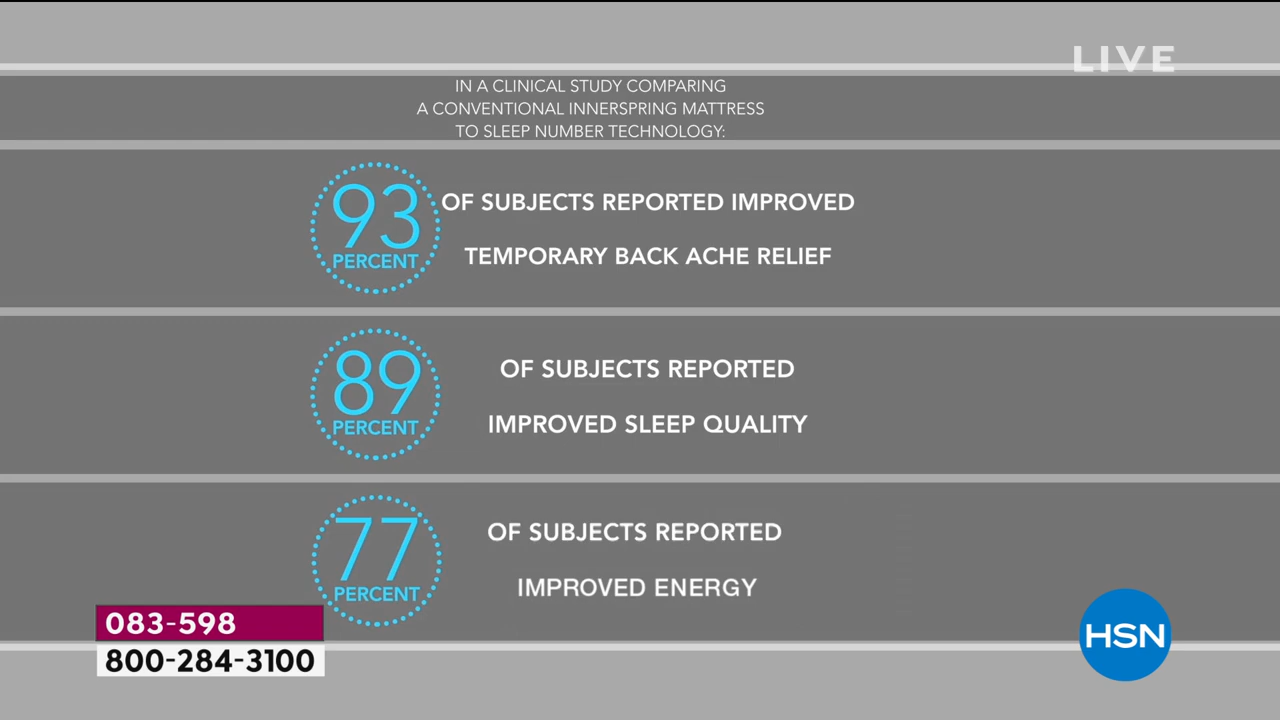 LIVE
IN A CLINICAL STUDY COMPARING
A CONVENTIONAL INNERSPRING MATTRESS
TO SLEEP NUMBER TECHNOLOGY:
93
PERCENT
OF SUBJECTS REPORTED IMPROVED
TEMPORARY BACK ACHE RELIEF
89
PERCENT
OF SUBJECTS REPORTED
IMPROVED SLEEP QUALITY
77
PERCENT
OF SUBJECTS REPORTED
IMPROVED ENERGY
083-598
800-284-3100
HSN